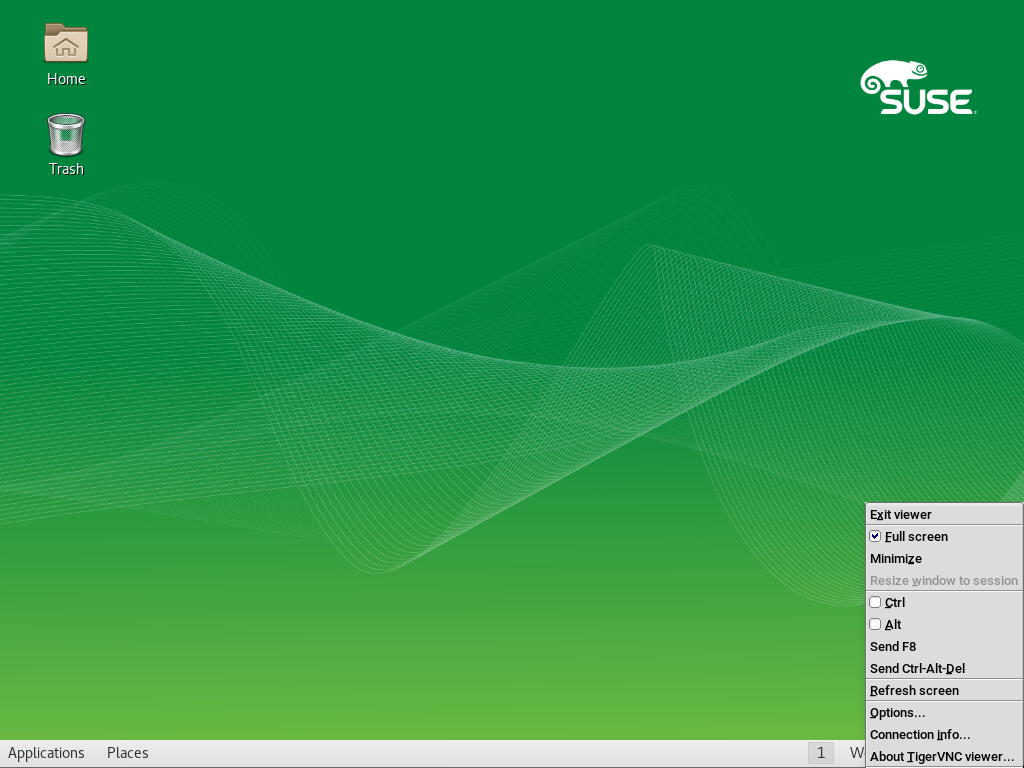 Home
SUSE
Trash
Exit viewer
Full screen
Minimize
Resize window to session
Ctrl
Alt
Send F8
Send Ctrl-Alt-Del
Refresh screen
Options...
Connection info...
About TigerVNC viewer...
Applications Places 1